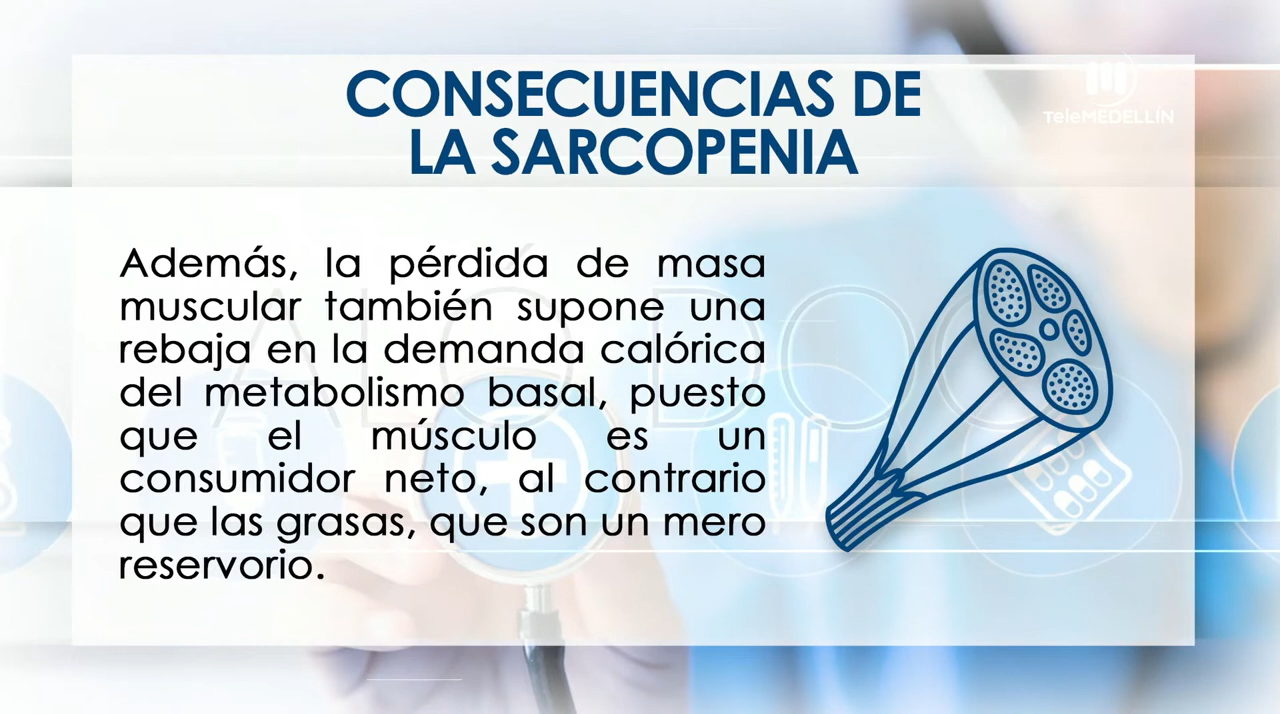 CONSECUENCIAS DE
LA SARCOPENIA
TeleMEDELLÍN
Además, la pérdida de masa
muscular también supone una
rebaja en la demanda calórica
del metabolismo basal, puesto
que el músculo es un
consumidor neto, al contrario
que las grasas, que son un mero
reservorio.
ALÓ DOC